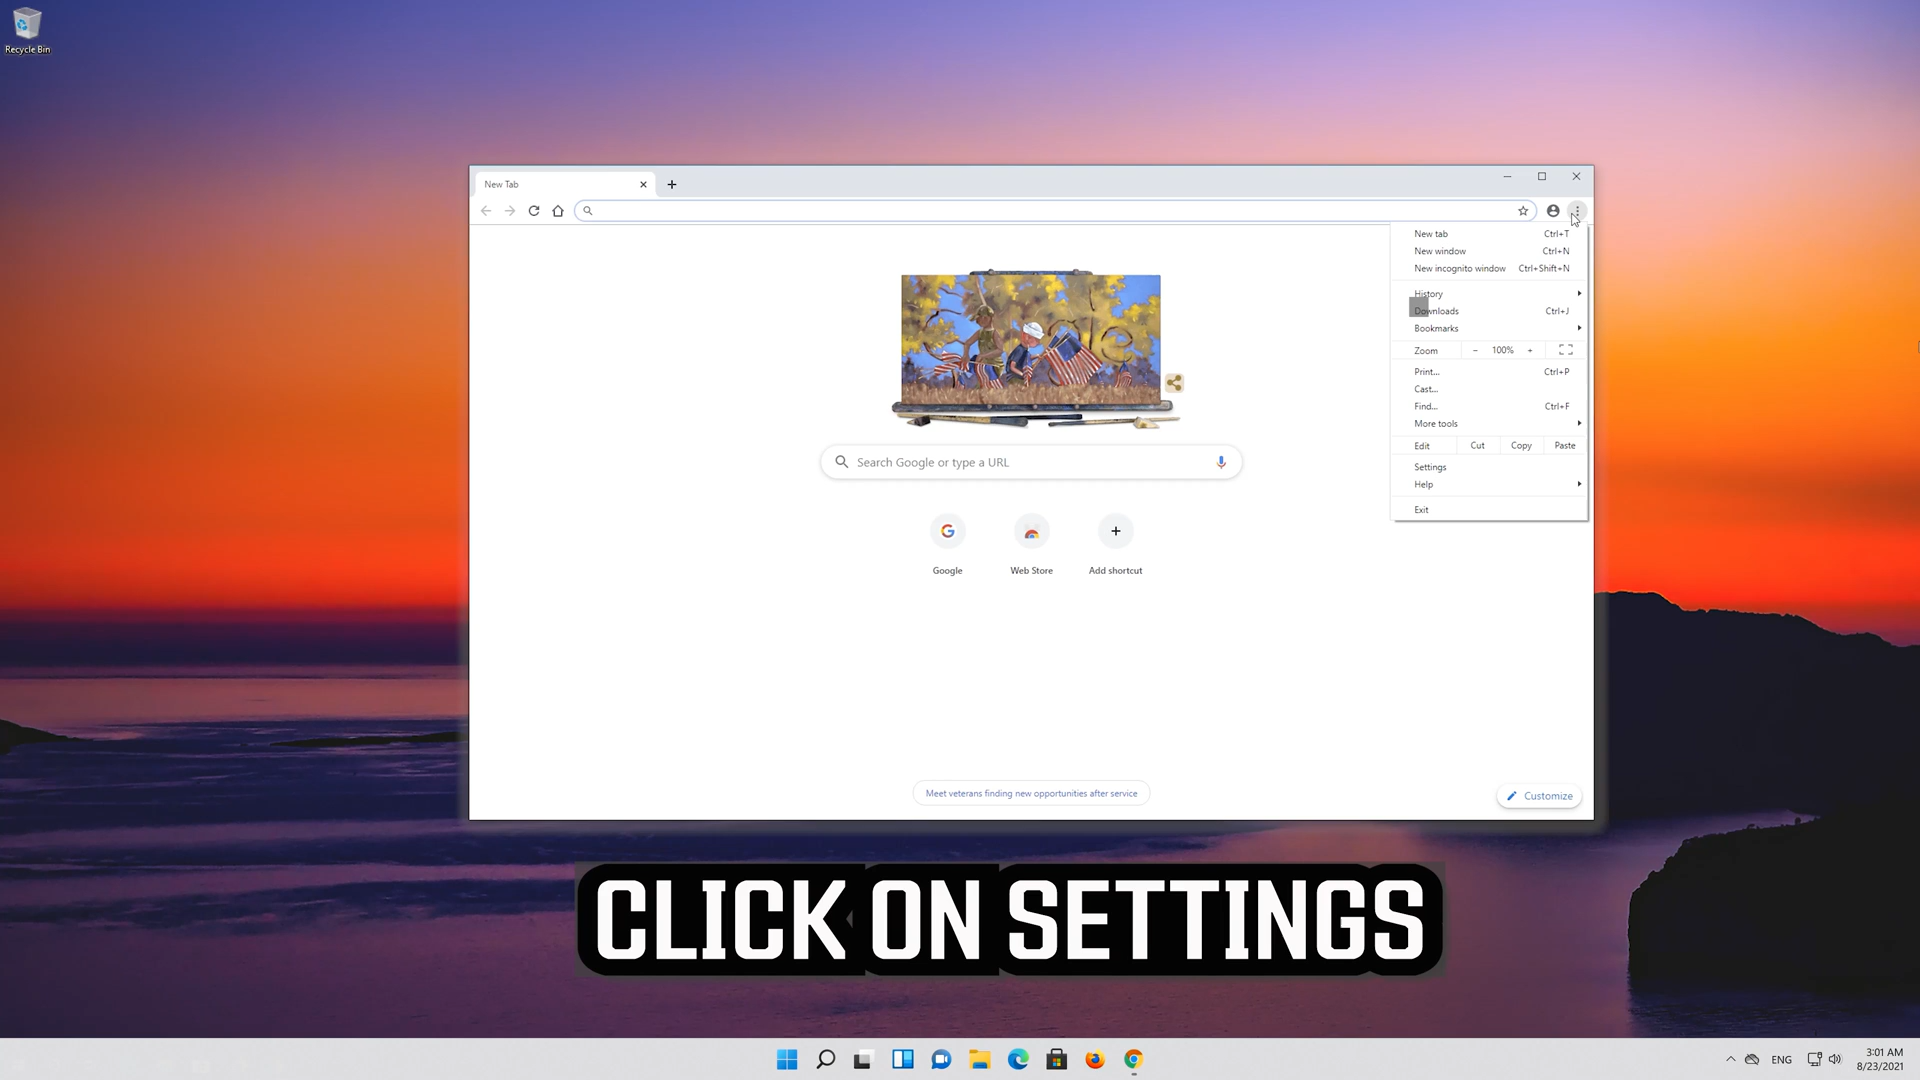 Recycle Bin
New Tab
New tab Ctrl+T
New window Ctrl+N
New incognito window Ctrl+Shift+N
History
Downloads Ctrl+J
Bookmarks
Zoom - 100% +
Print... Ctrl+P
Cast...
Find... Ctrl+F
More tools
Edit Cut Copy Paste
Settings
Help
Exit
Search Google or type a URL
Google Web Store Add shortcut
Meet veterans finding new opportunities after service
Customize
CLICK ON SETTINGS
ENG
3:01 AM
8/23/2021